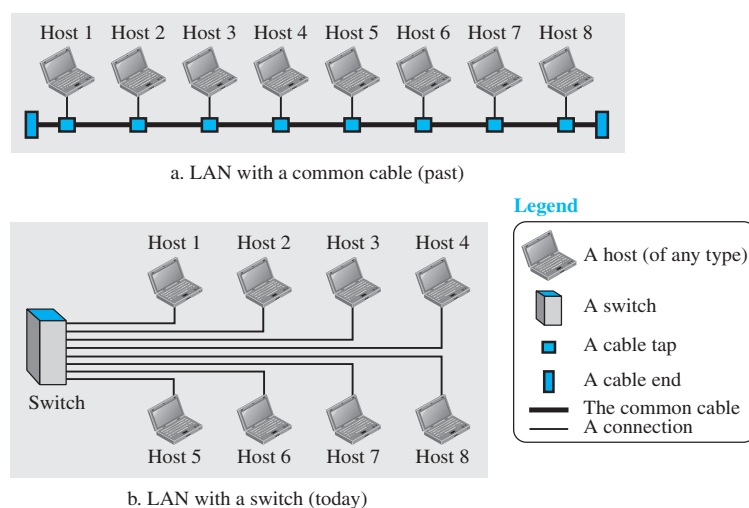 Host 1 Host 2 Host 3 Host 4 Host 5 Host 6 Host 7 Host 8
a. LAN with a common cable (past)
Legend
A host (of any type)
A switch
A cable tap
A cable end
The common cable
A connection
Host 1 Host 2 Host 3 Host 4
Switch
Host 5 Host 6 Host 7 Host 8
b. LAN with a switch (today)